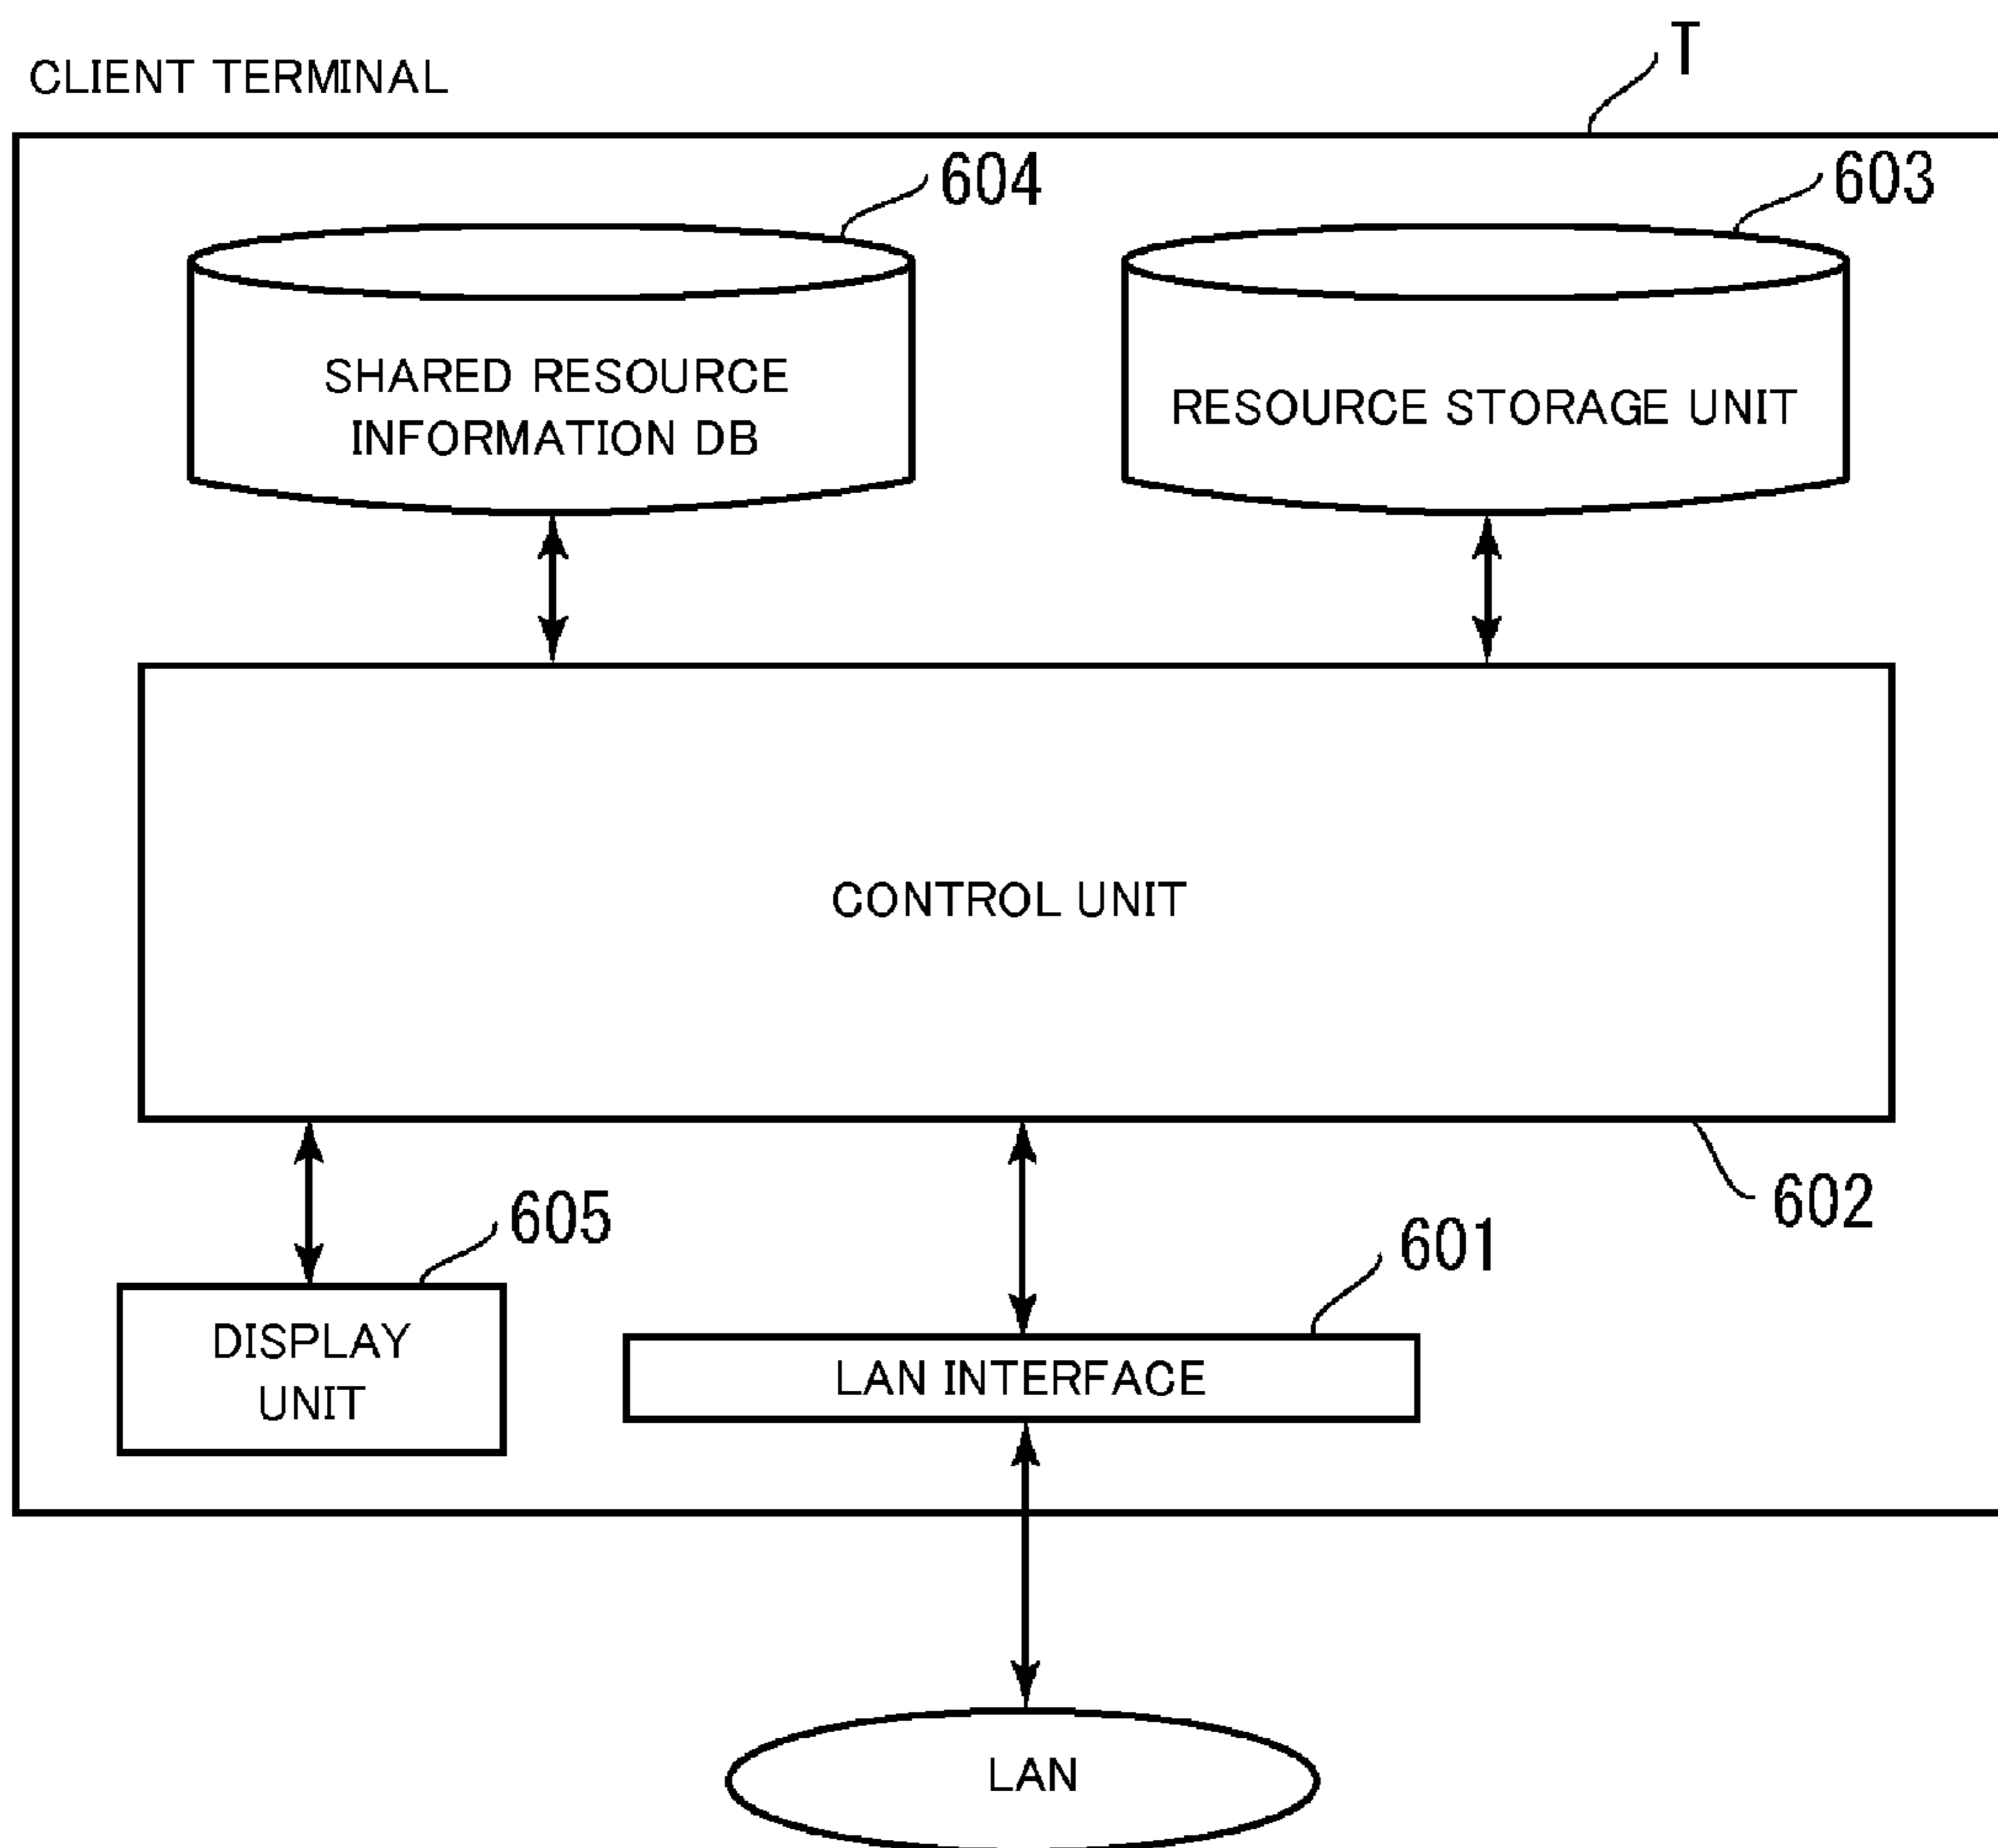 T
CLIENT TERMINAL
604
603
SHARED RESOURCE
INFORMATION DB
RESOURCE STORAGE UNIT
CONTROL UNIT
602
605
601
DISPLAY
UNIT
LAN INTERFACE
LAN